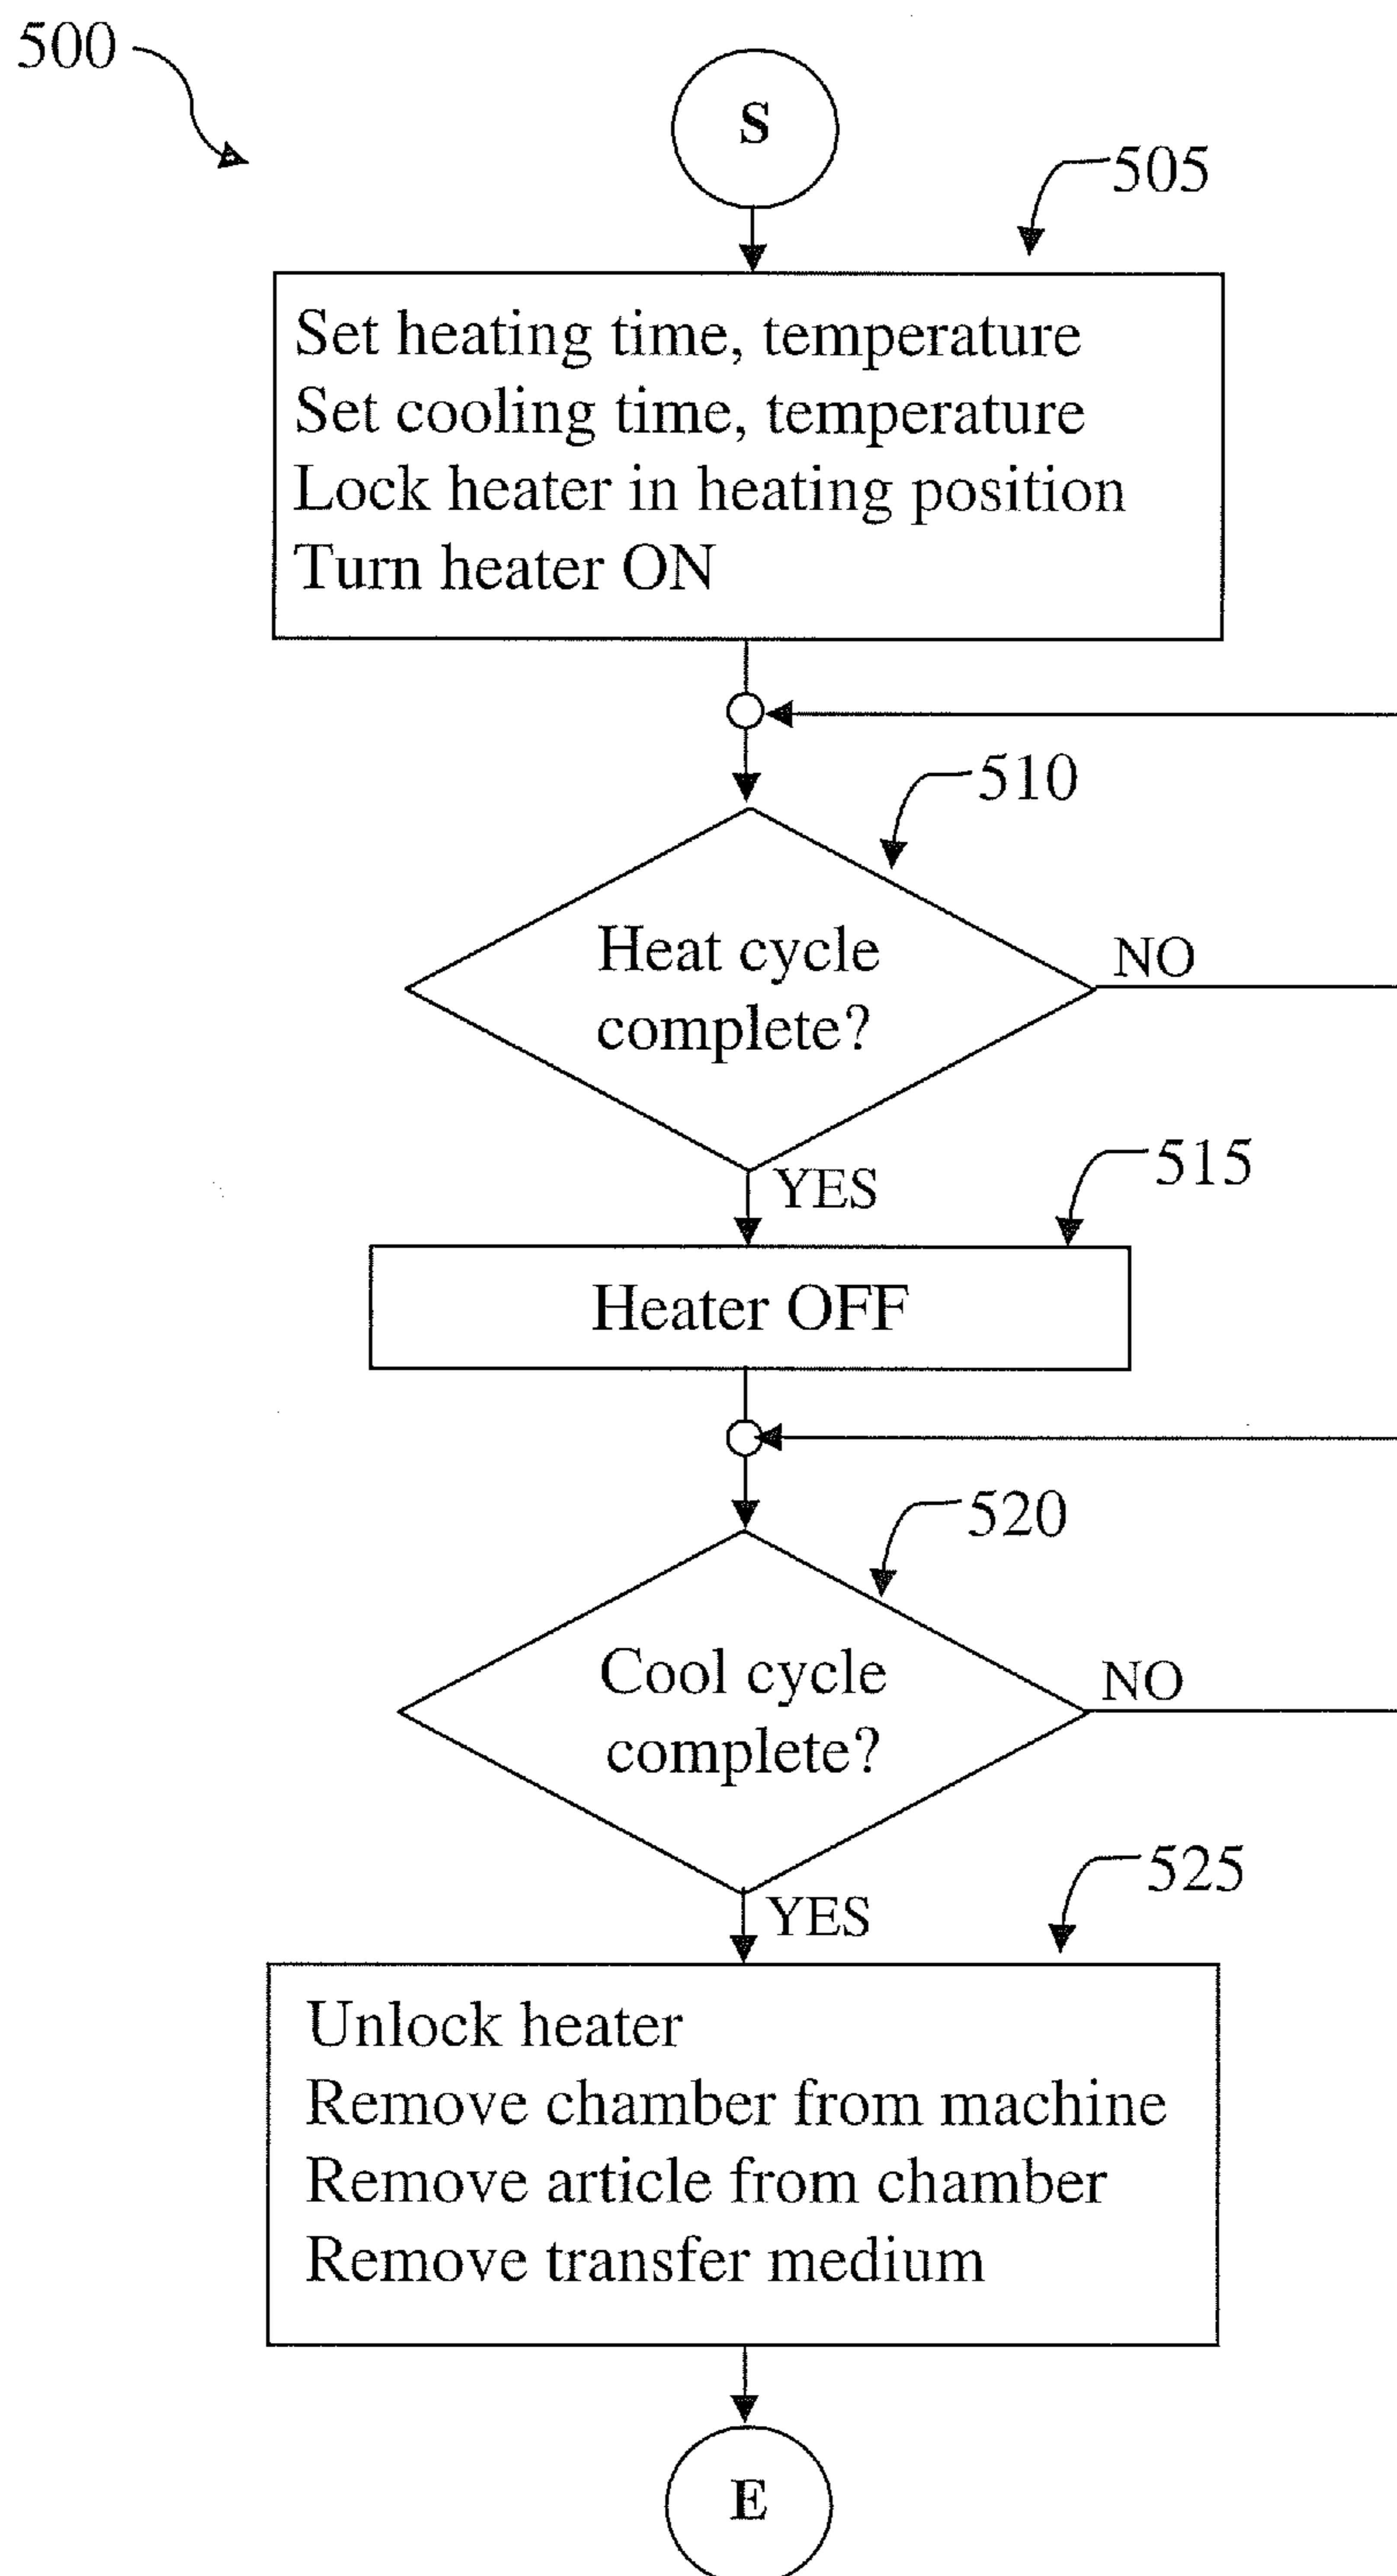 500
S
505
Set heating time, temperature
Set cooling time, temperature
Lock heater in heating position
Turn heater ON
510
Heat cycle
complete?
NO
YES
515
Heater OFF
520
Cool cycle
complete?
NO
YES
525
Unlock heater
Remove chamber from machine
Remove article from chamber
Remove transfer medium
E